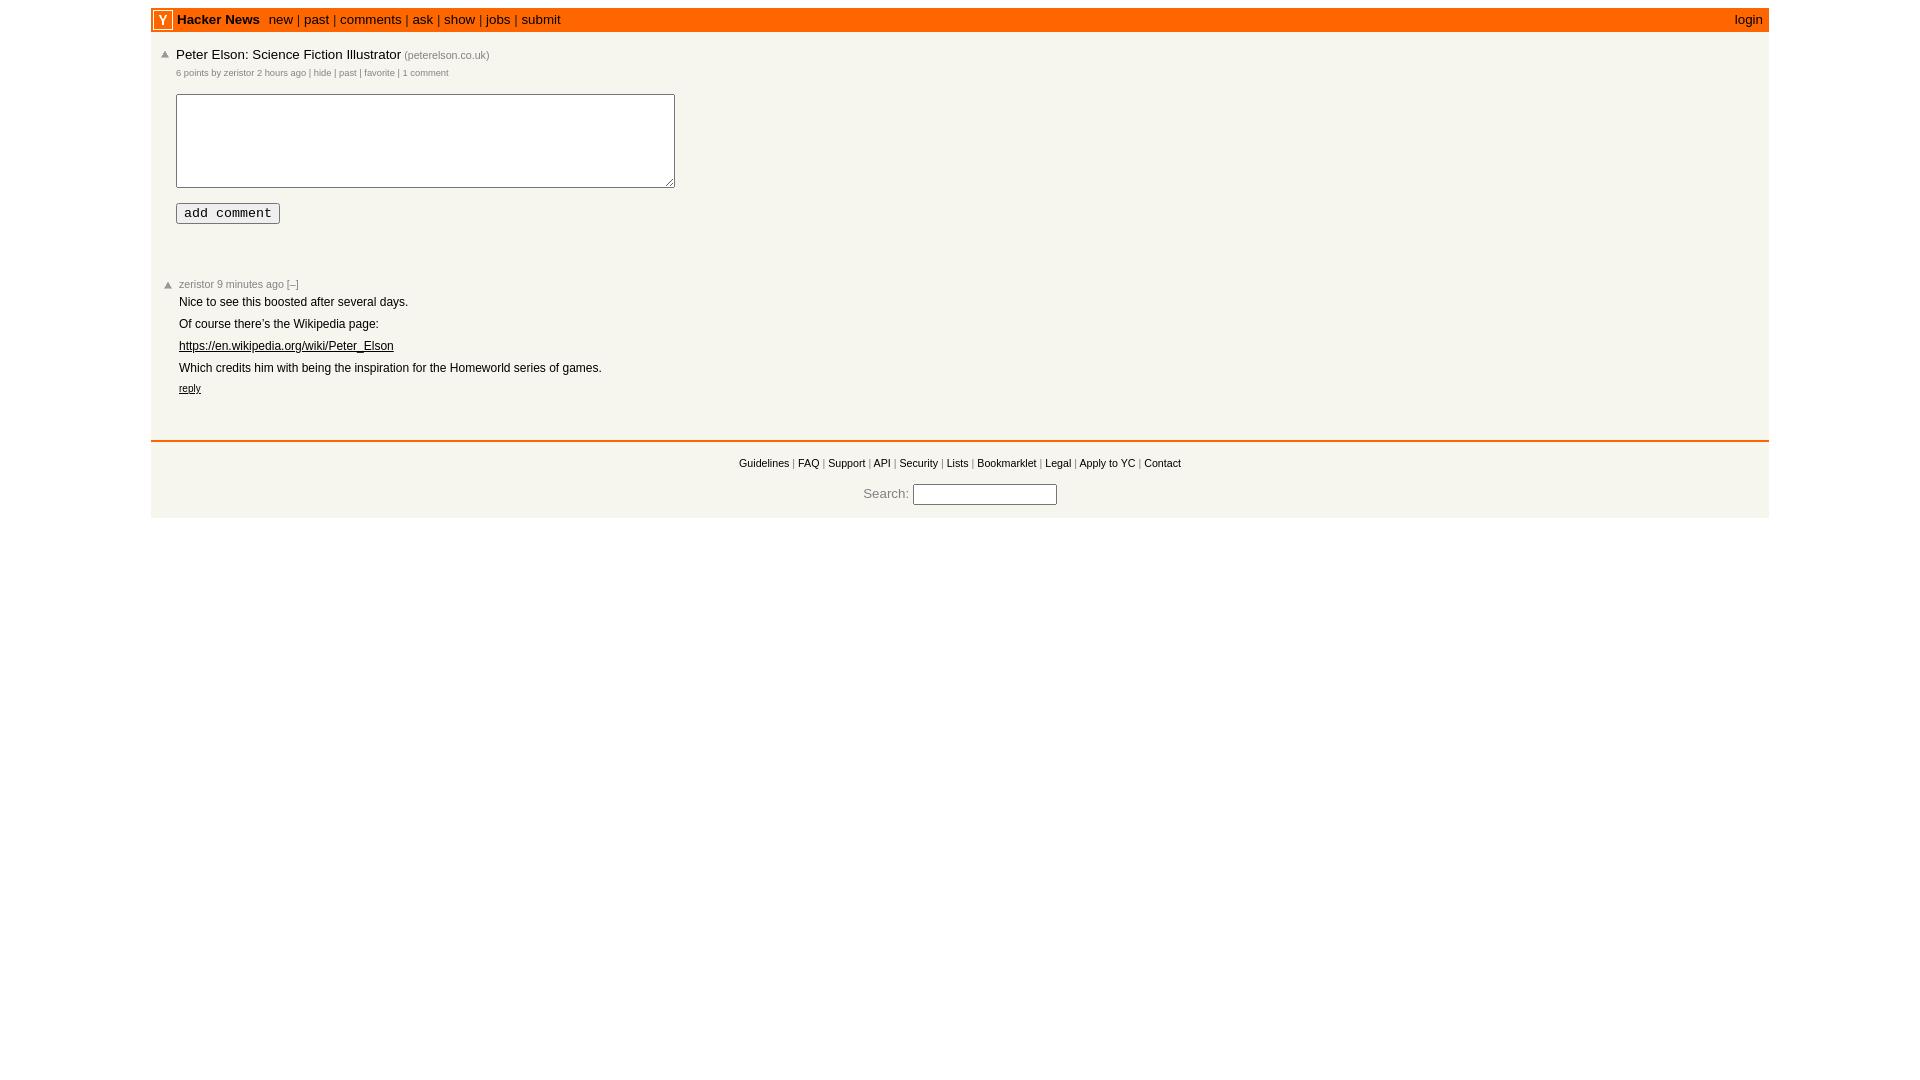 Y Hacker News new | past | comments | ask | show | jobs | submit login
Peter Elson: Science Fiction Illustrator (peterelson.co.uk)
6 points by zeristor 2 hours ago | hide | past | favorite | 1 comment
add comment
zeristor 9 minutes ago [–]
Nice to see this boosted after several days.
Of course there’s the Wikipedia page:
https://en.wikipedia.org/wiki/Peter_Elson
Which credits him with being the inspiration for the Homeworld series of games.
reply
Guidelines | FAQ | Support | API | Security | Lists | Bookmarklet | Legal | Apply to YC | Contact
Search: